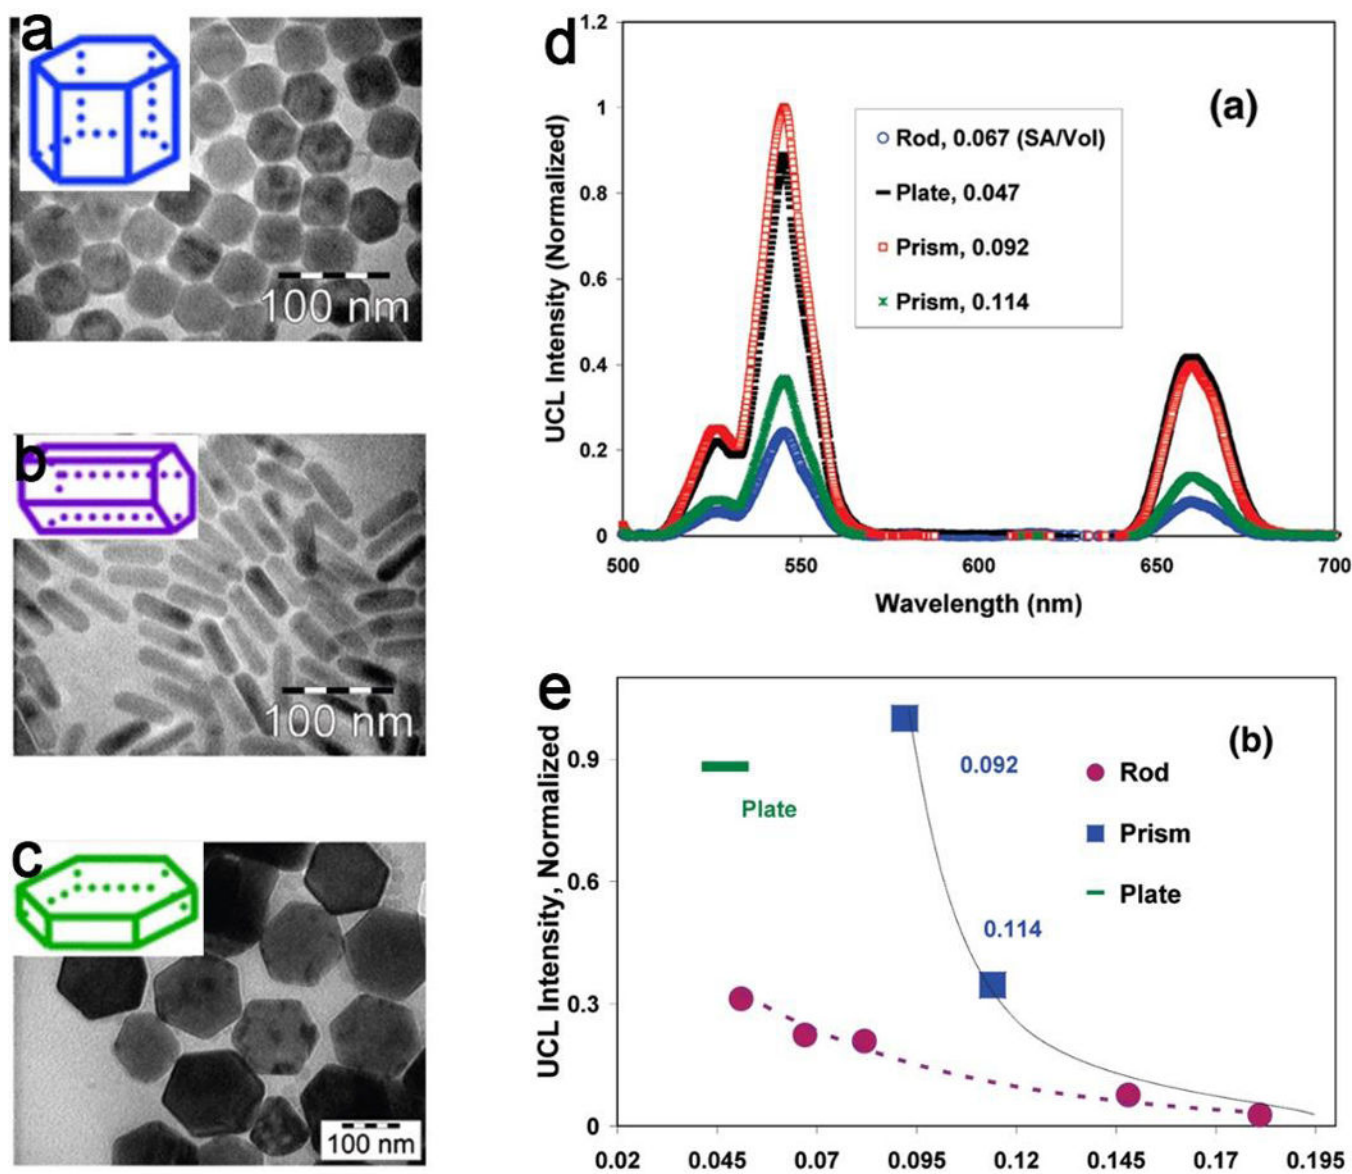 a
100 nm
b
100 nm
c
100 nm
d
(a)
1.2
1
0.8
0.6
0.4
0.2
0
UCL Intensity (Normalized)
Rod, 0.067 (SA/Vol)
Plate, 0.047
Prism, 0.092
Prism, 0.114
500
550
600
650
700
Wavelength (nm)
e
(b)
0.9
0.6
0.3
0
UCL Intensity, Normalized
Plate
0.092
0.114
Rod
Prism
Plate
0.02
0.045
0.07
0.095
0.12
0.145
0.17
0.195